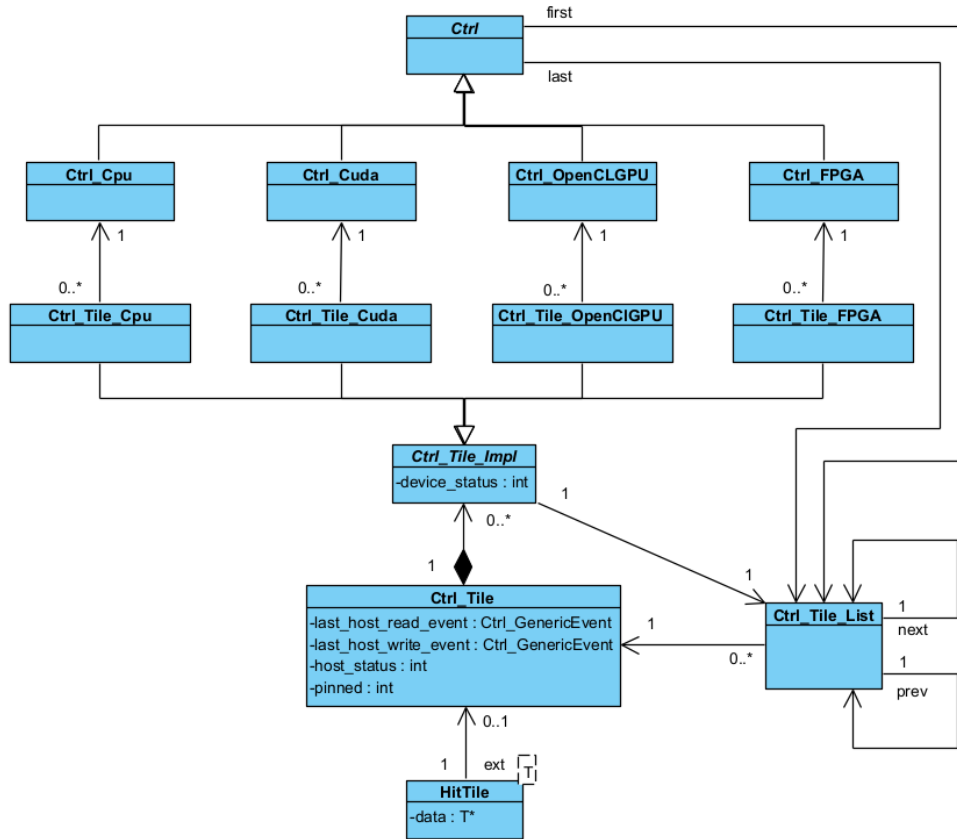 first
Ctrl
last
Ctrl_Cpu
Ctrl_Cuda
Ctrl_OpenCLGPU
Ctrl_FPGA
1
1
1
1
0..*
0..*
0..*
0..*
Ctrl_Tile_Cpu
Ctrl_Tile_Cuda
Ctrl_Tile_OpenClGPU
Ctrl_Tile_FPGA
Ctrl_Tile_Impl
-device_status : int
1
0..*
1
1
Ctrl_Tile
-last_host_read_event : Ctrl_GenericEvent
-last_host_write_event : Ctrl_GenericEvent
-host_status : int
-pinned : int
1
0..*
Ctrl_Tile_List
1
next
1
prev
0..1
1
ext
T
HitTile
-data : T*